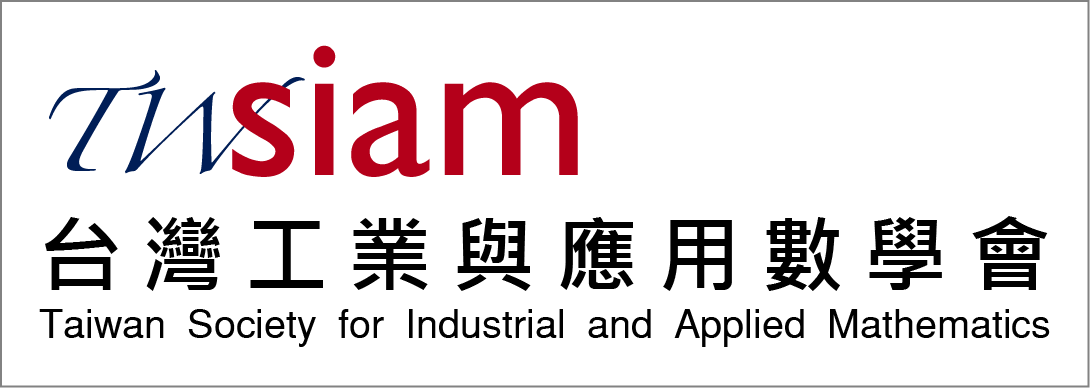 TWsiam
台灣工業與應用數學會
Taiwan Society for Industrial and Applied Mathematics